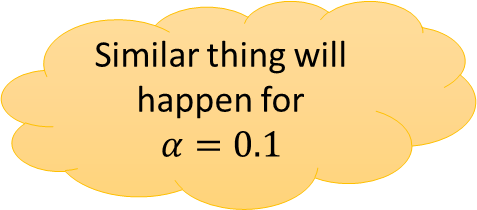 Similar thing will
happen for
𝛼 = 0.1